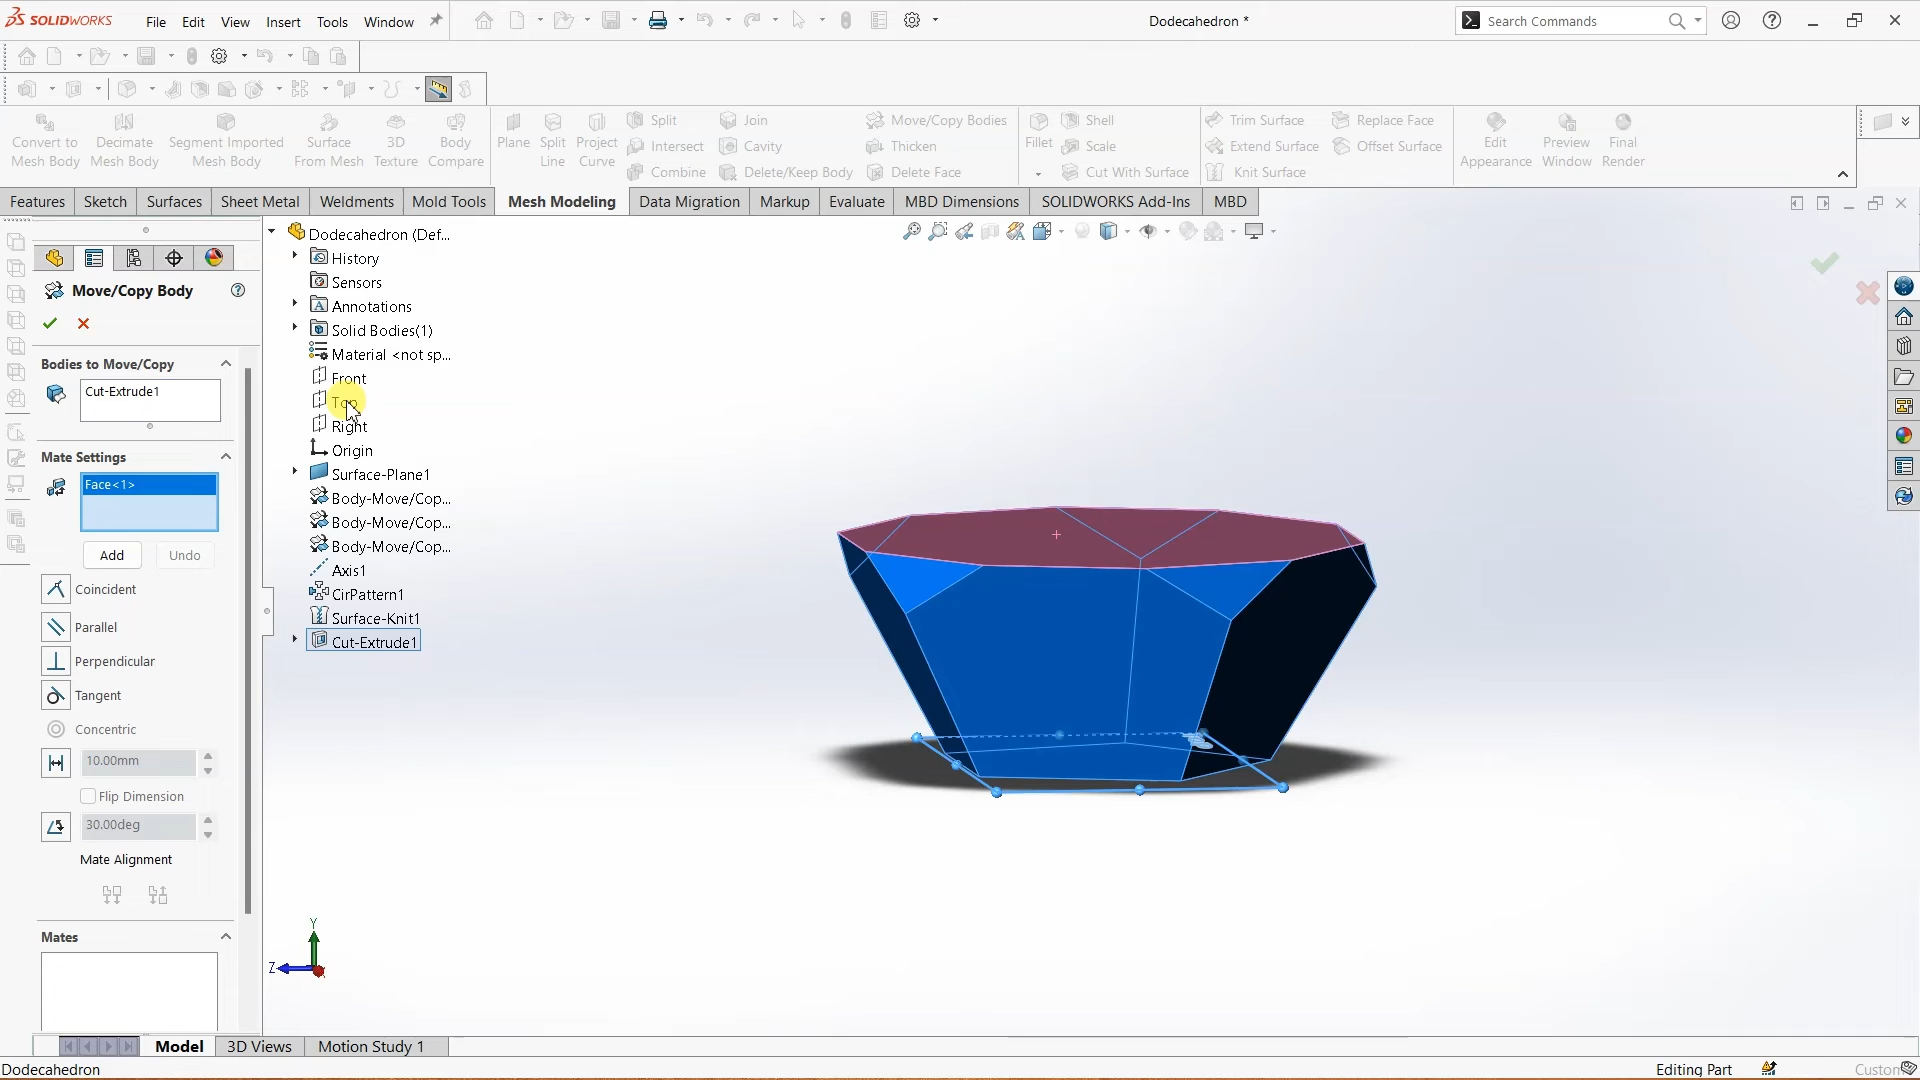 SOLIDWORKS File Edit View Insert Tools Window Dodecahedron * Search Commands
Convert to Mesh Body
Decimate Mesh Body
Segment Imported Mesh Body
Surface From Mesh
3D Texture
Body Compare
Plane
Split Line
Project Curve
Split Join Move/Copy Bodies
Intersect Cavity Thicken
Combine Delete/Keep Body Delete Face
Fillet
Shell
Scale
Cut With Surface
Trim Surface Replace Face
Extend Surface Offset Surface
Knit Surface
Edit Appearance
Preview Window
Final Render
Features Sketch Surfaces Sheet Metal Weldments Mold Tools Mesh Modeling Data Migration Markup Evaluate MBD Dimensions SOLIDWORKS Add-Ins MBD
Move/Copy Body
Bodies to Move/Copy
Cut-Extrude1
Mate Settings
Face<1>
Add Undo
Coincident
Parallel
Perpendicular
Tangent
Concentric
10.00mm
Flip Dimension
30.00deg
Mate Alignment
Mates
Dodecahedron (Def...
History
Sensors
Annotations
Solid Bodies(1)
Material <not sp...
Front
Top
Right
Origin
Surface-Plane1
Body-Move/Cop...
Body-Move/Cop...
Body-Move/Cop...
Axis1
CirPattern1
Surface-Knit1
Cut-Extrude1
Y
Z
Model 3D Views Motion Study 1
Dodecahedron Editing Part